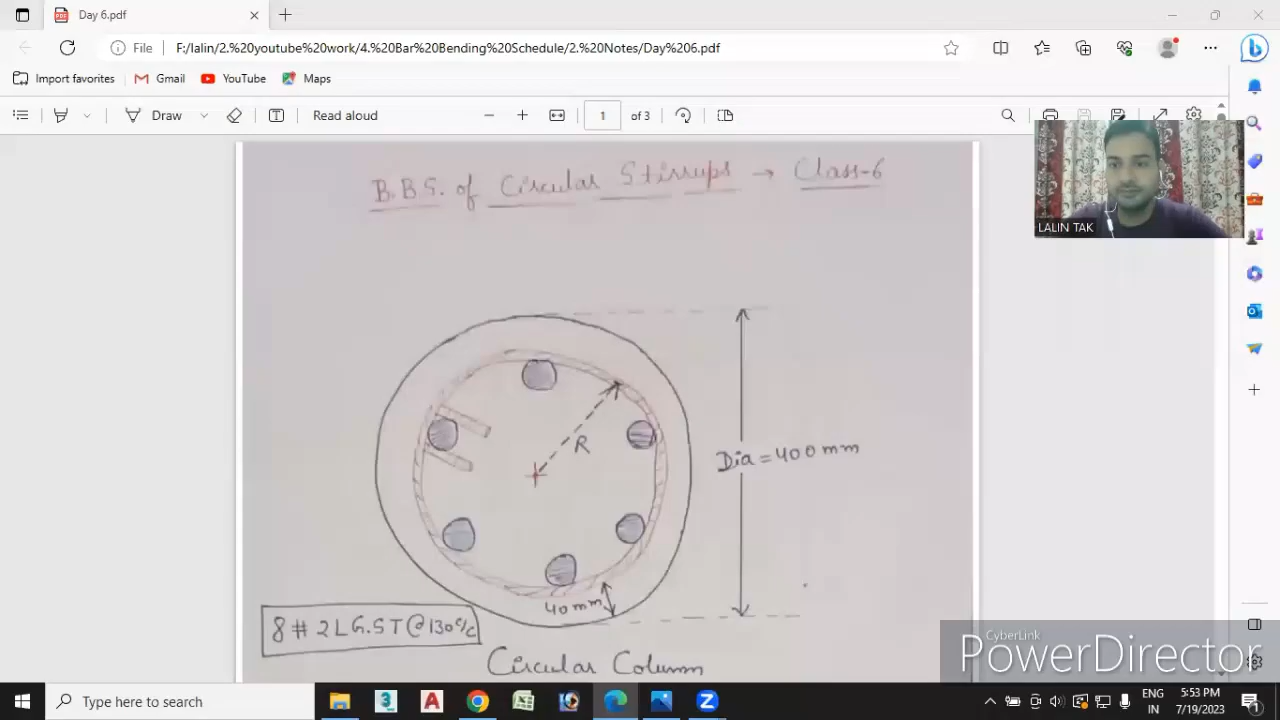 Day 6.pdf
File
F:/lalin/2.%20youtube%20work/4.%20Bar%20Bending%20Schedule/2.%20Notes/Day%206.pdf
Import favorites
Gmail
YouTube
Maps
Draw
Read aloud
1 of 3
B.B.S. of Circular Stirrups → Class-6
LALIN TAK
R
Dia = 400 mm
40mm
8 # 2LG.ST@130c/c
Circular Column
CyberLink
PowerDirector
Type here to search
ENG
IN
5:53 PM
7/19/2023
1